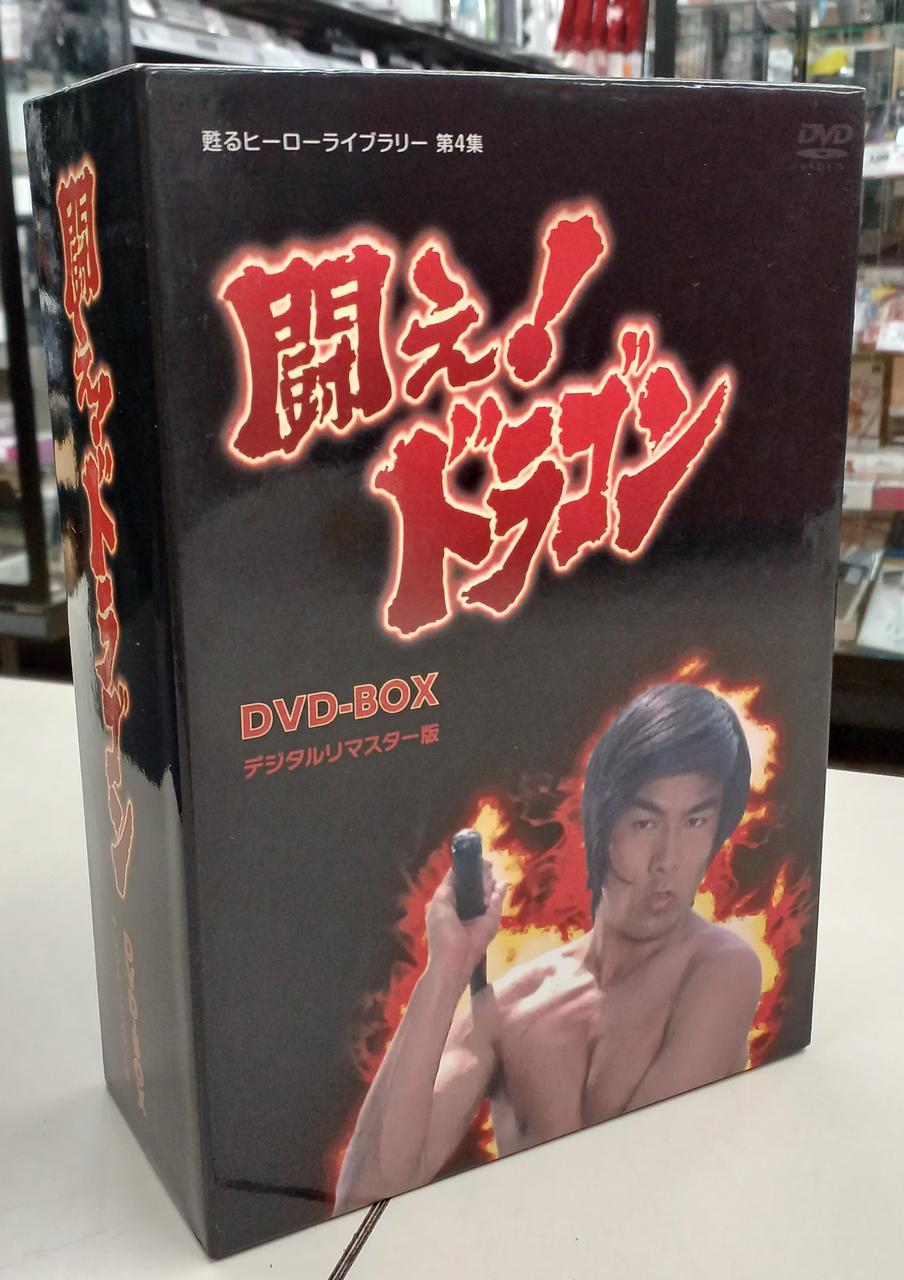 甦るヒーローライブラリー 第4集
DVD
VIDEO
闘え!
ドラゴン
DVD-BOX
デジタルリマスター版
闘え!ドラゴン
DVD-BOX